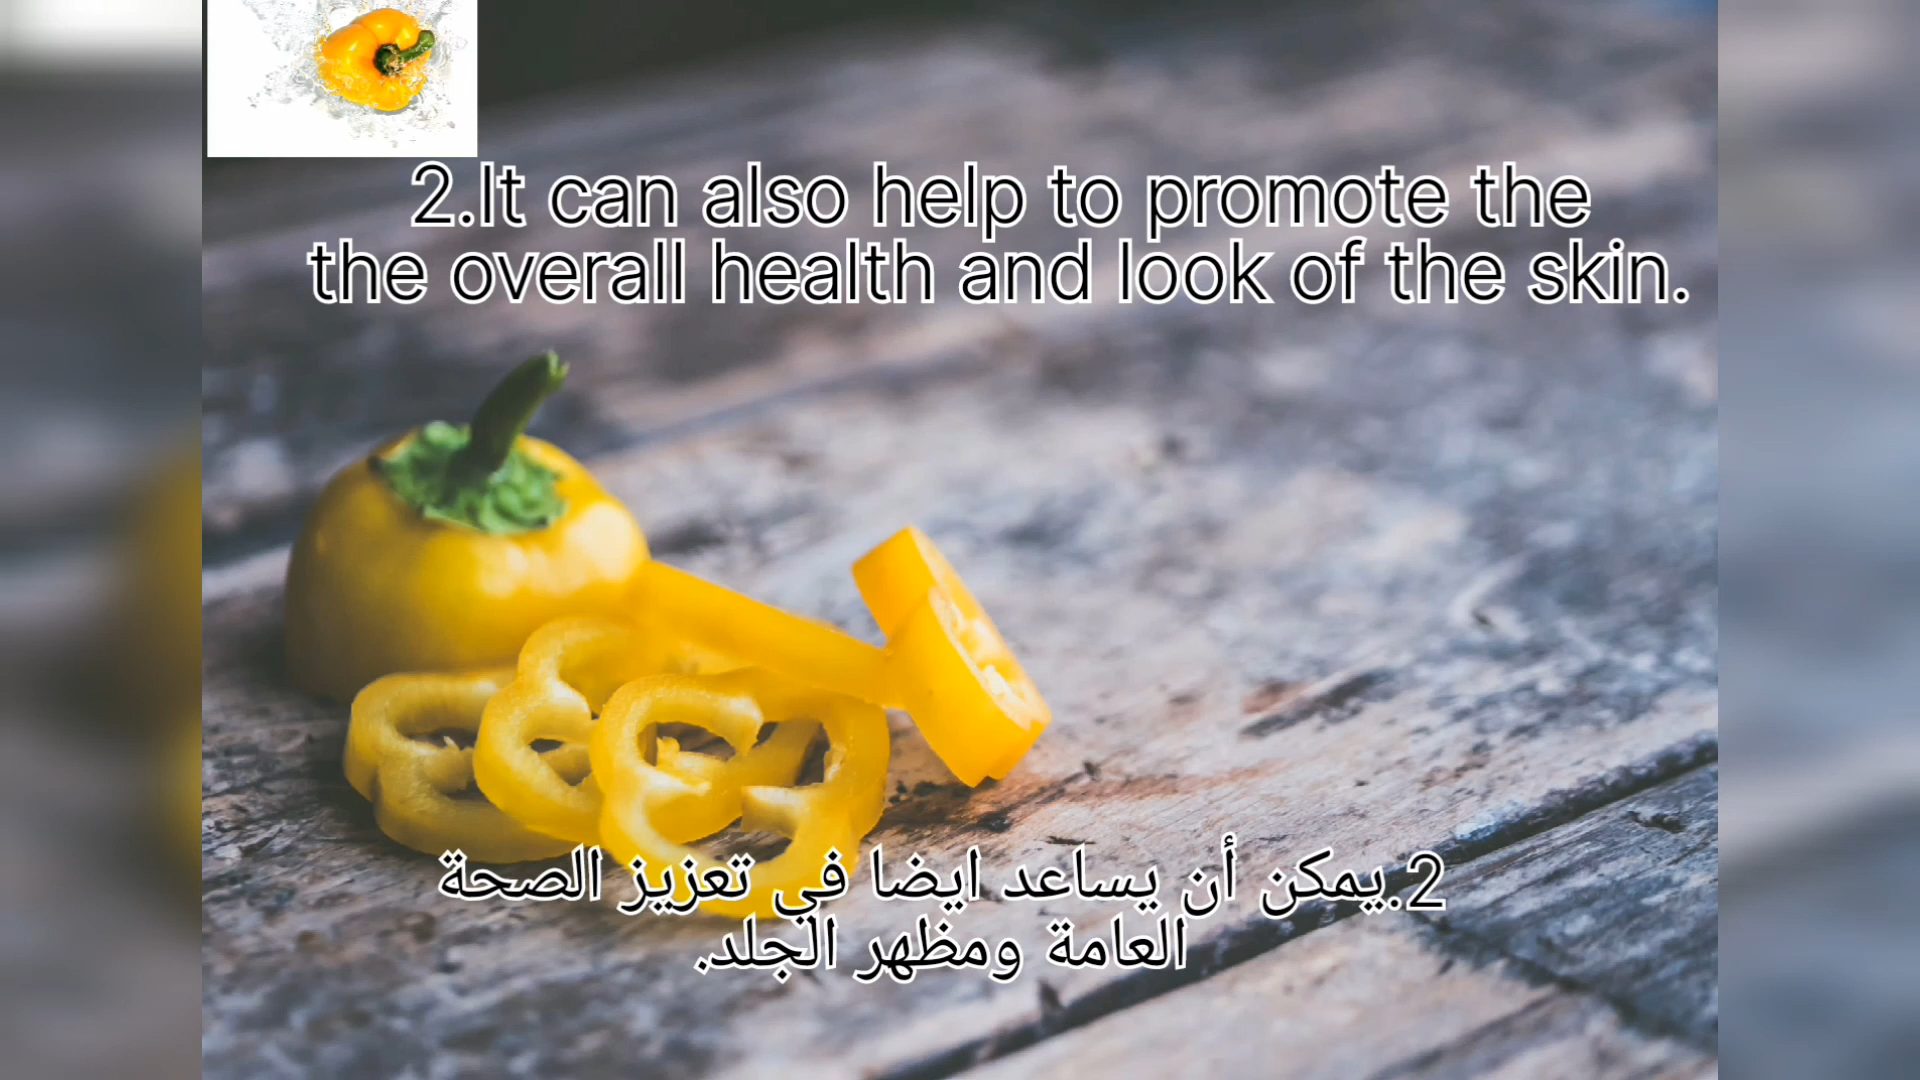 2.It can also help to promote the
the overall health and look of the skin.
2.يمكن أن يساعد ايضا في تعزيز الصحة
العامة ومظهر الجلد.